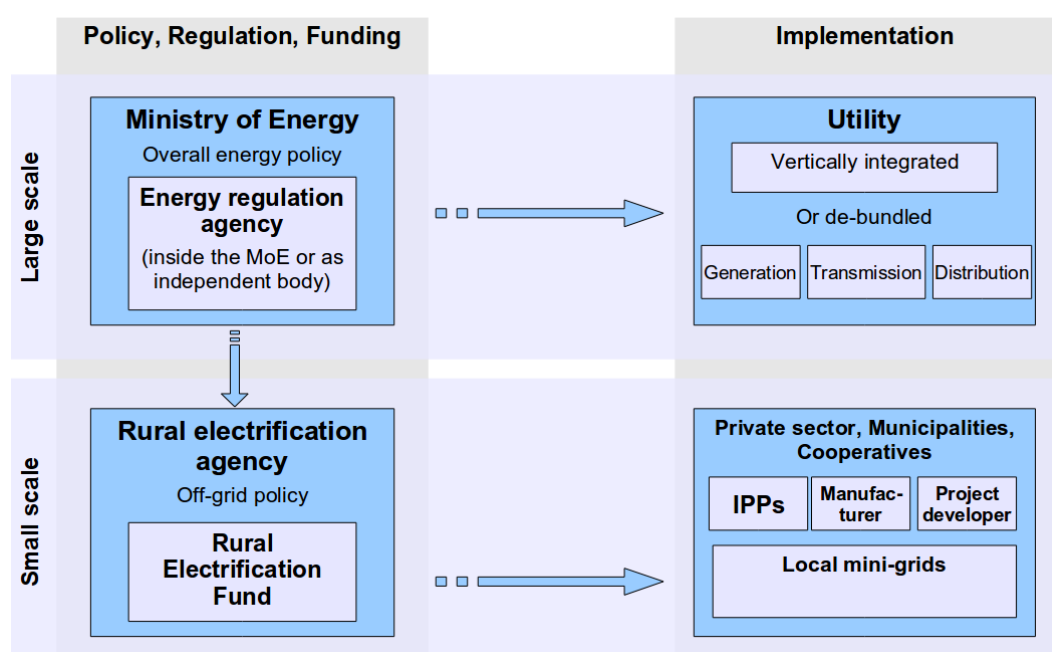 Policy, Regulation, Funding
Implementation
Large scale
Ministry of Energy
Overall energy policy
Energy regulation
agency
(inside the MoE or as
independent body)
Utility
Vertically integrated
Or de-bundled
Generation
Transmission
Distribution
Small scale
Rural electrification
agency
Off-grid policy
Rural
Electrification
Fund
Private sector, Municipalities,
Cooperatives
IPPs
Manufac-
turer
Project
developer
Local mini-grids